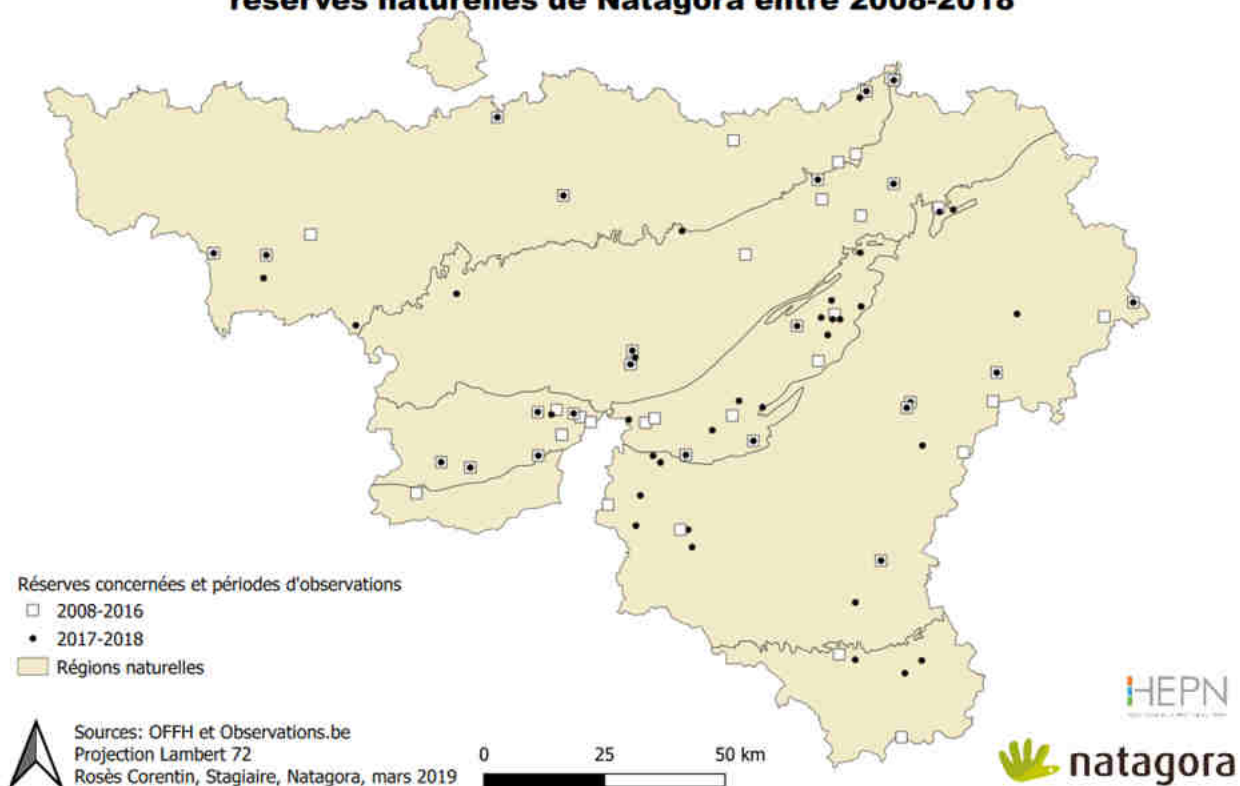 réserves naturelles de Natagora entre 2008-2018
Réserves concernées et périodes d'observations
2008-2016
2017-2018
Régions naturelles
Sources: OFFH et Observations.be
Projection Lambert 72
Rosès Corentin, Stagiaire, Natagora, mars 2019
0 25 50 km
HEPN
natagora